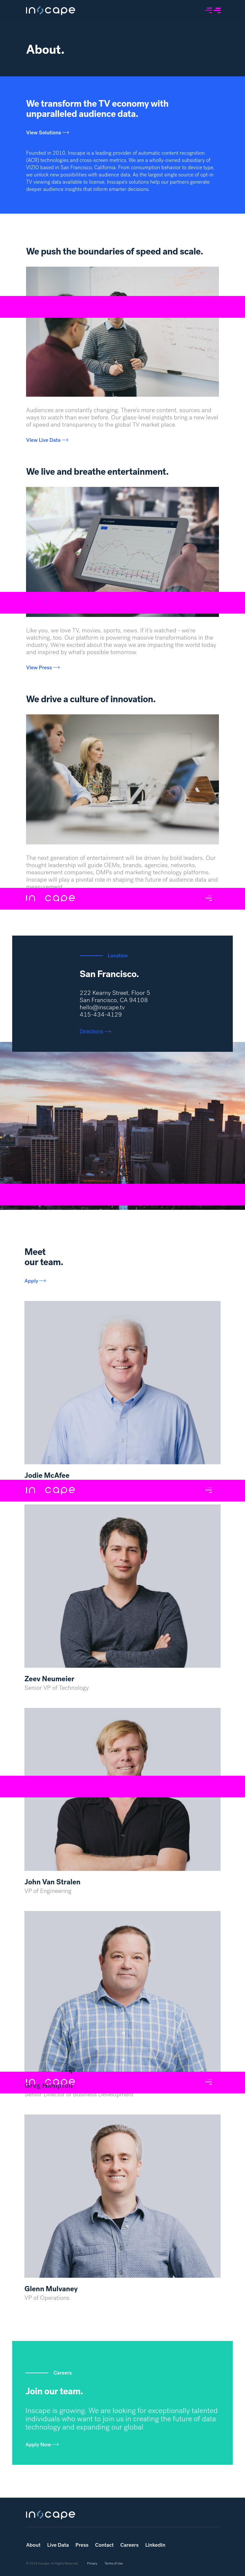 inscape
About.
We transform the TV economy with
unparalleled audience data.
View Solutions
Founded in 2010, Inscape is a leading provider of automatic content recognition
(ACR) technologies and cross-screen metrics. We are a wholly-owned subsidiary of
VIZIO based in San Francisco, California. From consumption behavior to device type,
we unlock new possibilities with audience data. As the largest single source of opt-in
TV viewing data available to license, Inscape's solutions help our partners generate
deeper audience insights that inform smarter decisions.
We push the boundaries of speed and scale.
Audiences are constantly changing. There's more content, sources and
ways to watch than ever before. Our glass-level insights bring a new level
of speed and transparency to the global TV market place.
View Live Data
We live and breathe entertainment.
Like you, we love TV, movies, sports, news. If it's watched - we're
watching, too. Our platform is powering massive transformations in the
industry. We're excited about the ways we are impacting the world today
and inspired by what's possible tomorrow.
View Press
We drive a culture of innovation.
The next generation of entertainment will be driven by bold leaders. Our
thought leadership will guide OEMs, brands, agencies, networks,
measurement companies, OMPs and marketing technology platforms.
Inscape will play a pivotal role in shaping the future of audience data and
measurement.
in cape
Location
San Francisco.
222 Kearny Street, Floor 5
San Francisco, CA 94108
hello@inscape.tv
415-434-4129
Directions
Meet
our team.
Apply
Jodie McAfee
in cape
Zeev Neumeier
Senior VP of Technology
John Van Stralen
VP of Engineering
in cape
Greg Hampton
Senior Director of Business Development
Glenn Mulvaney
VP of Operations
Careers
Join our team.
Inscape is growing. We are looking for exceptionally talented
individuals who want to join us in creating the future of data
technology and expanding our global
Apply Now
inscape
About Live Data Press Contact Careers LinkedIn
Privacy Terms of Use